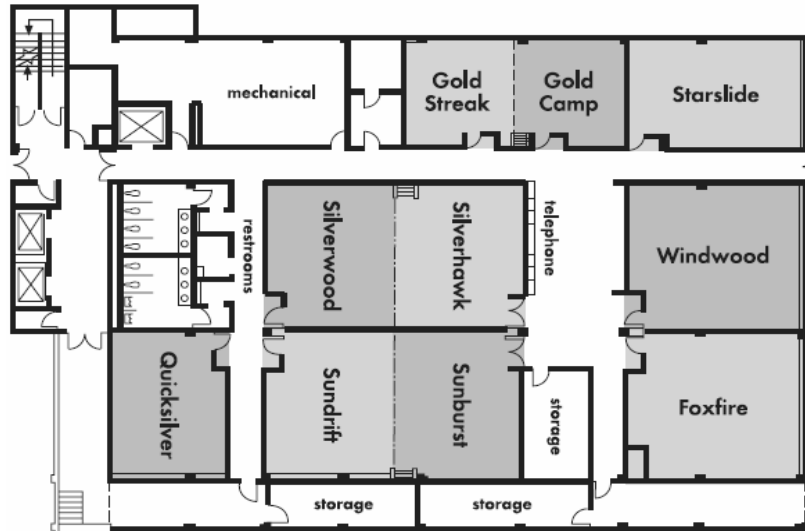 Gold
Streak
Gold
Camp
Starslide
mechanical
restrooms
Silverwood
Silverhawk
telephone
Windwood
Quicksilver
Sundrift
Sunburst
storage
Foxfire
storage
storage